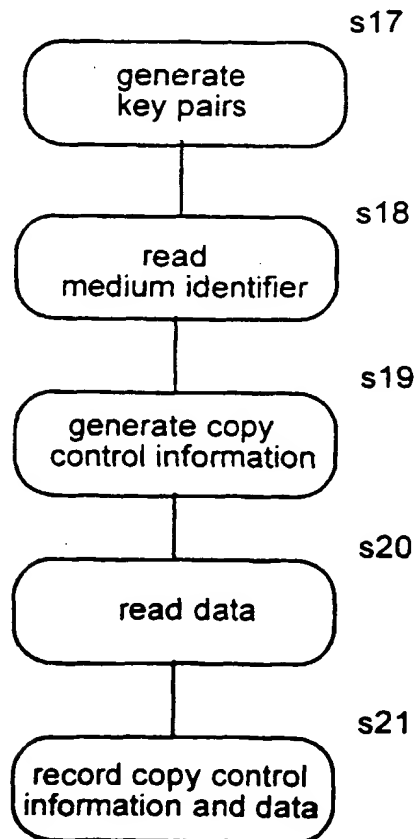 s17
generate
key pairs
s18
read
medium identifier
s19
generate copy
control information
s20
read data
s21
record copy control
information and data